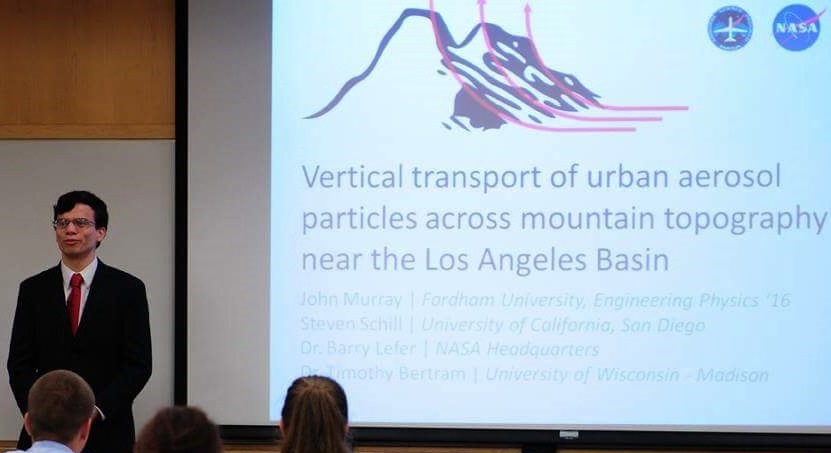 NASA
Vertical transport of urban aerosol
particles across mountain topography
near the Los Angeles Basin
John Murray | Fordham University, Engineering Physics '16
Steven Schill | University of California, San Diego
Dr. Barry Lefer | NASA Headquarters
Dr. Timothy Bertram | University of Wisconsin - Madison